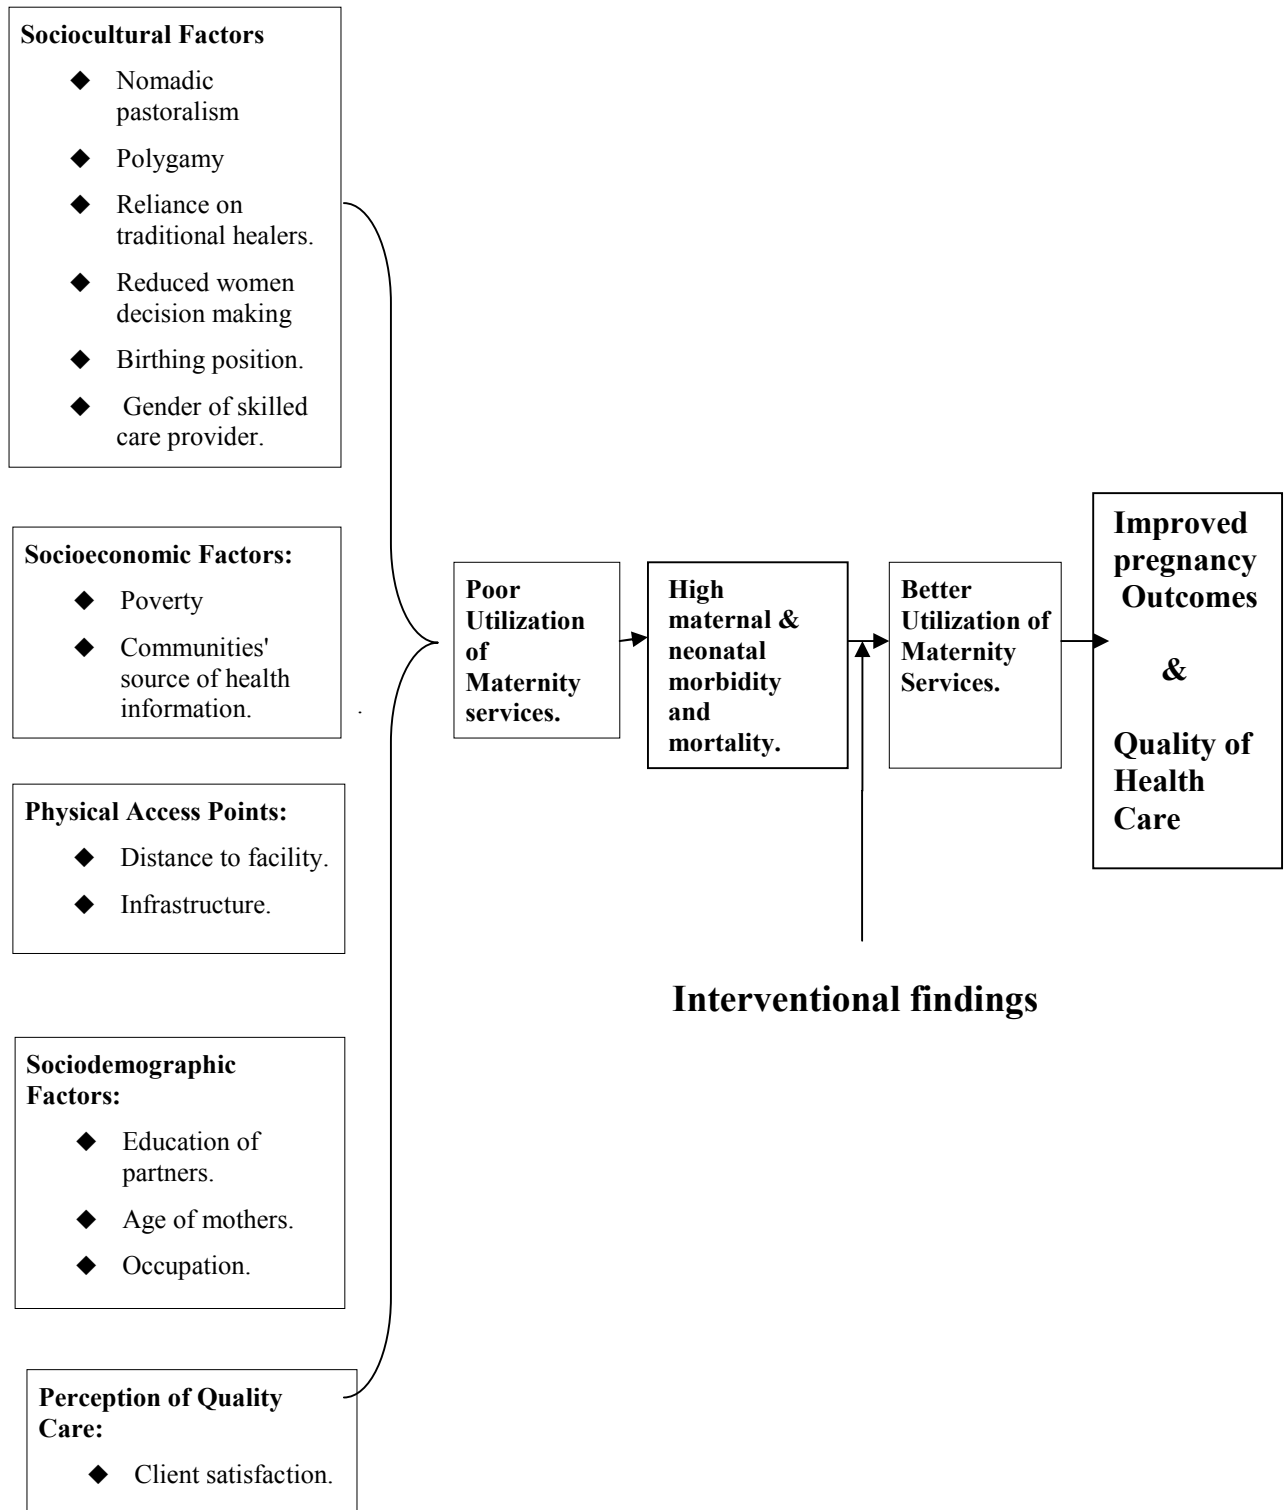 Sociocultural Factors
◆ Nomadic
pastoralism
◆ Polygamy
◆ Reliance on
traditional healers.
◆ Reduced women
decision making
◆ Birthing position.
◆ Gender of skilled
care provider.
Socioeconomic Factors:
◆ Poverty
◆ Communities'
source of health
information.
.
Physical Access Points:
◆ Distance to facility.
◆ Infrastructure.
Sociodemographic
Factors:
◆ Education of
partners.
◆ Age of mothers.
◆ Occupation.
Perception of Quality
Care:
◆ Client satisfaction.
Poor
Utilization
of
Maternity
services.
High
maternal &
neonatal
morbidity
and
mortality.
Better
Utilization of
Maternity
Services.
Improved
pregnancy
Outcomes
&
Quality of
Health
Care
Interventional findings